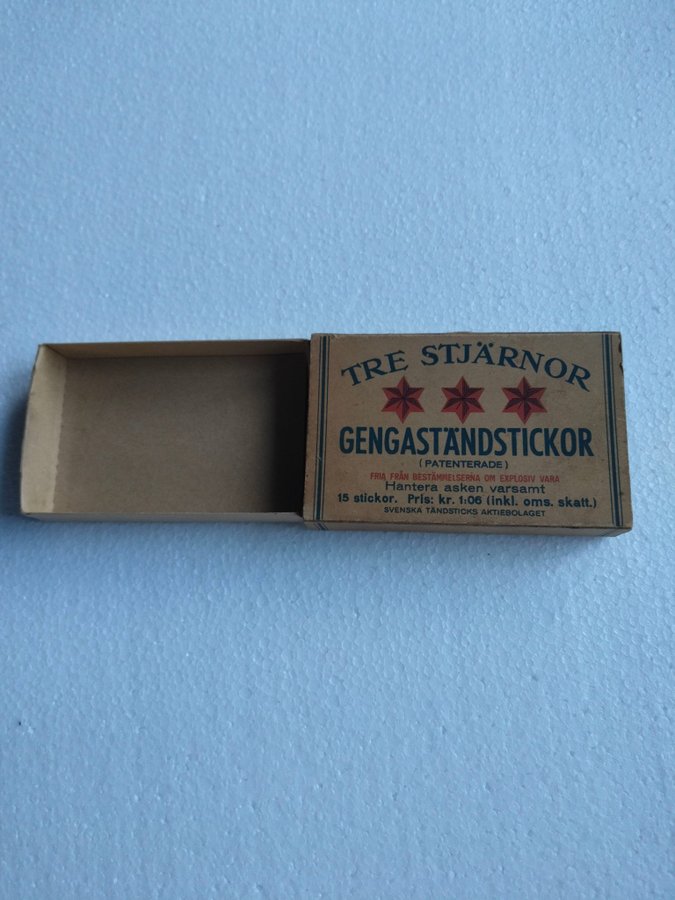 TRE STJÄRNOR
GENGASTÄNDSTICKOR
(PATENTERADE)
FRIA FRÅN BESTÄMMELSERNA OM EXPLOSIV VARA
Hantera asken varsamt
15 stickor. Pris: kr. 1:06 (inkl. oms. skatt.)
SVENSKA TÄNDSTICKS AKTIEBOLAGET